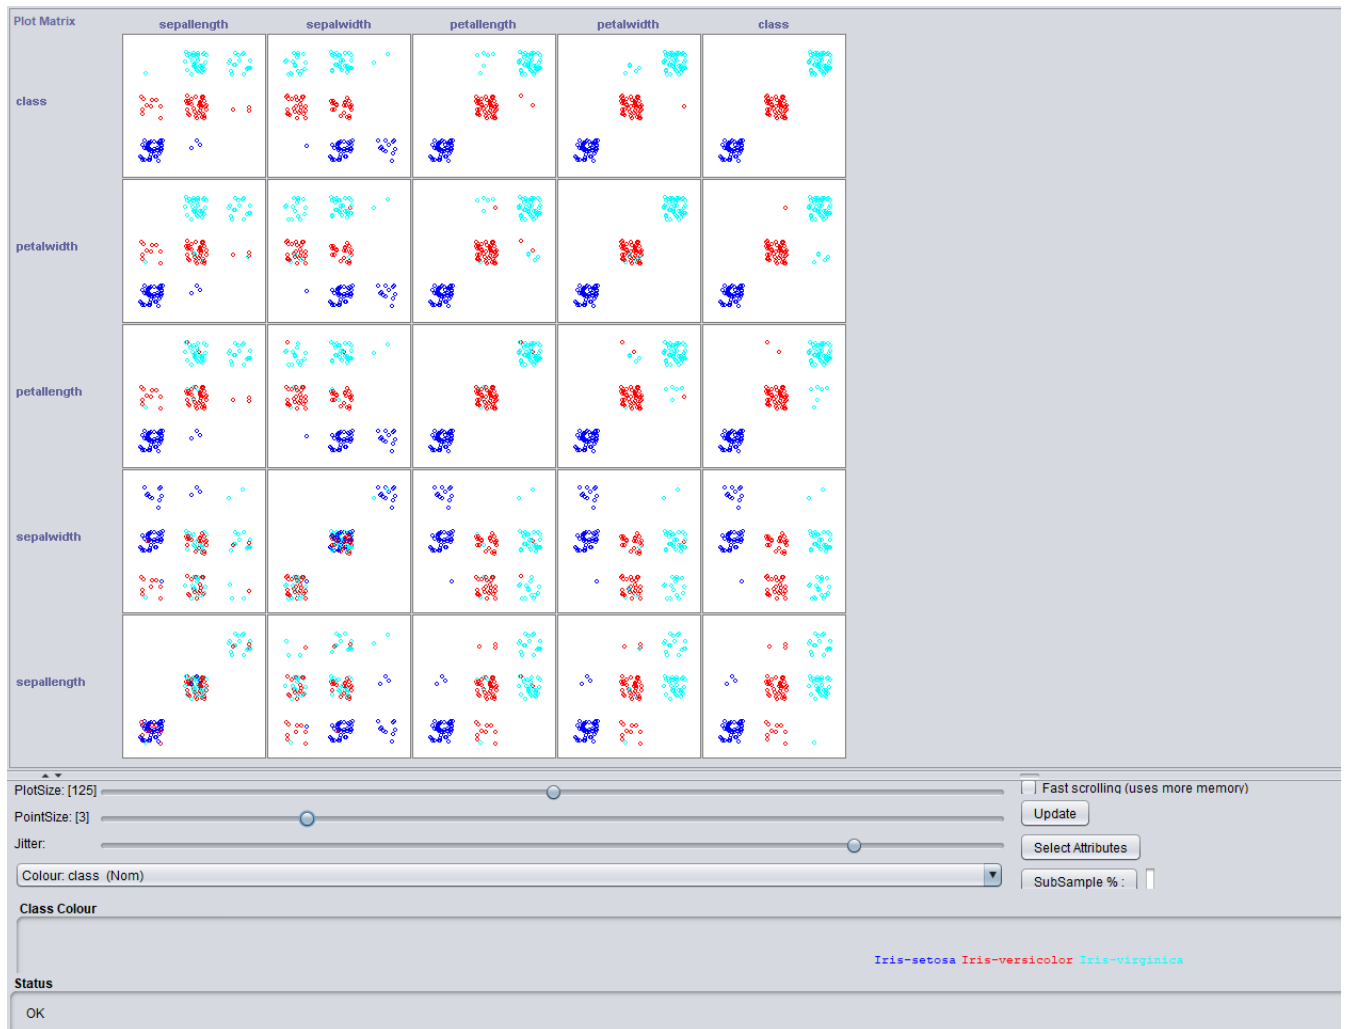 Plot Matrix
sepallength sepalwidth petallength petalwidth class
class
petalwidth
petallength
sepalwidth
sepallength
PlotSize: [125]
Fast scrolling (uses more memory)
PointSize: [3]
Update
Jitter:
Select Attributes
Colour: class (Nom)
SubSample % :
Class Colour
Iris-setosa Iris-versicolor Iris-virginica
Status
OK